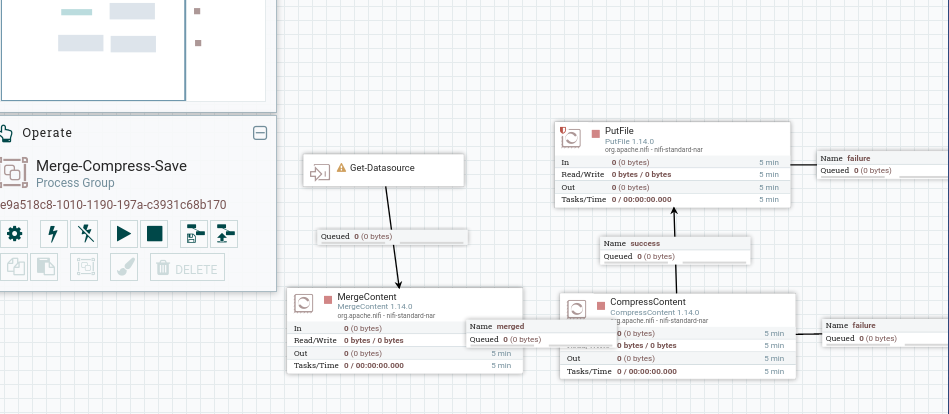 Operate
Merge-Compress-Save
Process Group
e9a518c8-1010-1190-197a-c3931c68b170
DELETE
Get-Datasource
Queued 0 (0 bytes)
MergeContent
MergeContent 1.14.0
org.apache.nifi - nifi-standard-nar
In 0 (0 bytes)
Read/Write 0 bytes / 0 bytes
Out 0 (0 bytes) 5 min
Tasks/Time 0 / 00:00:00.000 5 min
Name merged
Queued 0 (0 bytes)
PutFile
PutFile 1.14.0
org.apache.nifi - nifi-standard-nar
In 0 (0 bytes) 5 min
Read/Write 0 bytes / 0 bytes 5 min
Out 0 (0 bytes) 5 min
Tasks/Time 0 / 00:00:00.000 5 min
Name failure
Queued 0 (0 bytes)
Name success
Queued 0 (0 bytes)
CompressContent
CompressContent 1.14.0
org.apache.nifi - nifi-standard-nar
0 (0 bytes) 5 min
0 bytes / 0 bytes 5 min
Out 0 (0 bytes) 5 min
Tasks/Time 0 / 00:00:00.000 5 min
Name failure
Queued 0 (0 bytes)